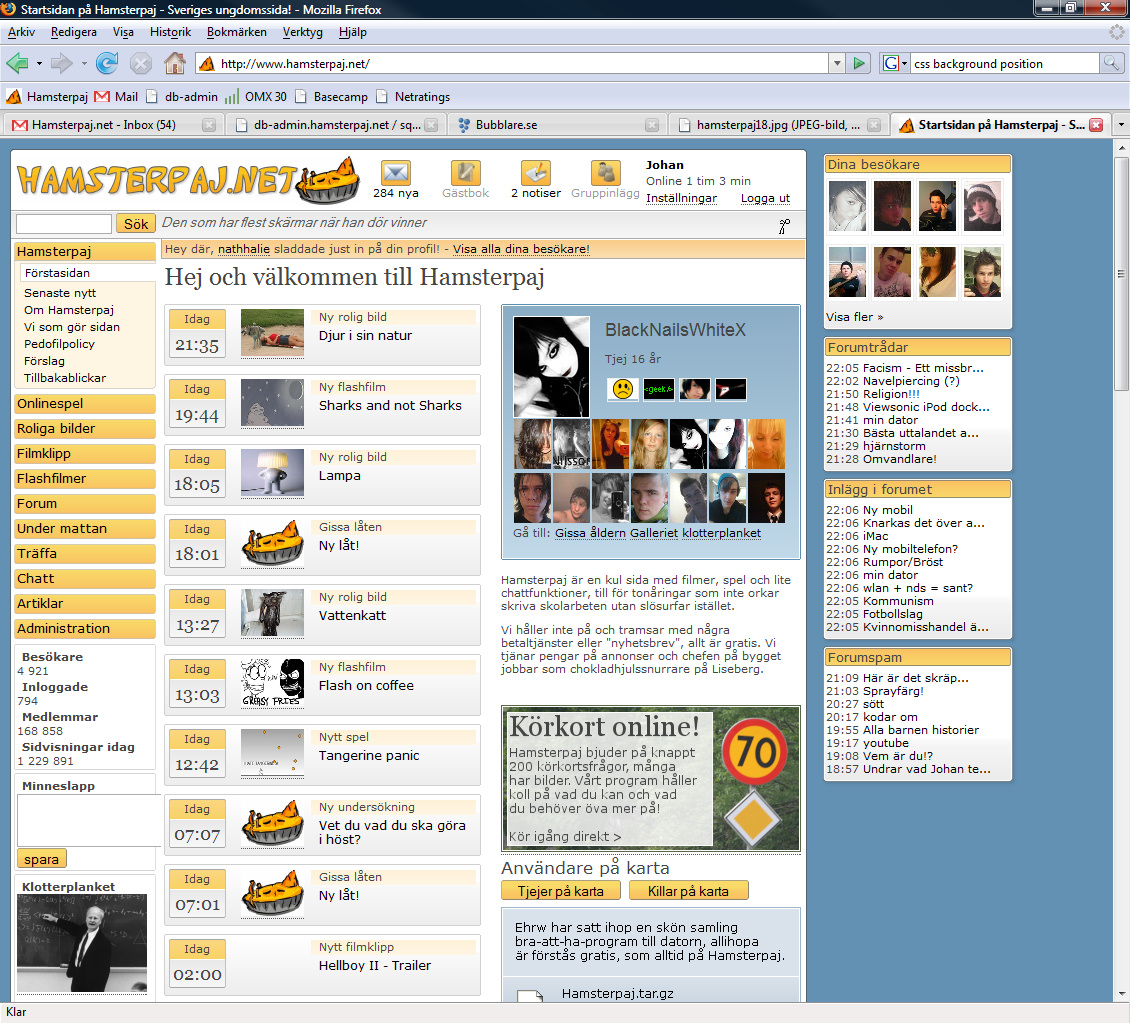 Startsidan på Hamsterpaj - Sveriges ungdomssida! - Mozilla Firefox
Arkiv Redigera Visa Historik Bokmärken Verktyg Hjälp
http://www.hamsterpaj.net/
G css background position
Hamsterpaj Mail db-admin OMX 30 Basecamp Netratings
Hamsterpaj.net - Inbox (54)
db-admin.hamsterpaj.net / sq...
Bubblare.se
hamsterpaj18.jpg (JPEG-bild, ...
Startsidan på Hamsterpaj - S...
HAMSTERPAJ.NET
284 nya
Gästbok
2 notiser
Gruppinlägg
Johan
Online 1 tim 3 min
Inställningar Logga ut
Sök
Den som har flest skärmar när han dör vinner
Hey där, nathhalie sladdade just in på din profil! - Visa alla dina besökare!
Hamsterpaj
Förstasidan
Senaste nytt
Om Hamsterpaj
Vi som gör sidan
Pedofilpolicy
Förslag
Tillbakablickar
Onlinespel
Roliga bilder
Filmklipp
Flashfilmer
Forum
Under mattan
Träffa
Chatt
Artiklar
Administration
Besökare
4 921
Inloggade
794
Medlemmar
168 858
Sidvisningar idag
1 229 891
Minneslapp
spara
Klotterplanket
Hej och välkommen till Hamsterpaj
Idag
21:35
Ny rolig bild
Djur i sin natur
Idag
19:44
Ny flashfilm
Sharks and not Sharks
Idag
18:05
Ny rolig bild
Lampa
Idag
18:01
Gissa låten
Ny låt!
Idag
13:27
Ny rolig bild
Vattenkatt
Idag
13:03
GREASY FRIES
Ny flashfilm
Flash on coffee
Idag
12:42
Nytt spel
Tangerine panic
Idag
07:07
Ny undersökning
Vet du vad du ska göra
i höst?
Idag
07:01
Gissa låten
Ny låt!
Idag
02:00
Nytt filmklipp
Hellboy II - Trailer
BlackNailsWhiteX
Tjej 16 år
<geek/>
Gå till: Gissa åldern Galleriet klotterplanket
Hamsterpaj är en kul sida med filmer, spel och lite
chattfunktioner, till för tonåringar som inte orkar
skriva skolarbeten utan slösurfar istället.
Vi håller inte på och tramsar med några
betaltjänster eller "nyhetsbrev", allt är gratis. Vi
tjänar pengar på annonser och chefen på bygget
jobbar som chokladhjulssnurrare på Liseberg.
Körkort online!
Hamsterpaj bjuder på knappt
200 körkortsfrågor, många
har bilder. Vårt program håller
koll på vad du kan och vad
du behöver öva mer på!
Kör igång direkt >
70
Användare på karta
Tjejer på karta
Killar på karta
Ehrw har satt ihop en skön samling
bra-att-ha-program till datorn, allihopa
är förstås gratis, som alltid på Hamsterpaj.
Hamsterpaj.tar.gz
Dina besökare
Visa fler »
Forumtrådar
22:05 Facism - Ett missbr...
22:02 Navelpiercing (?)
21:50 Religion!!!
21:48 Viewsonic iPod dock...
21:41 min dator
21:30 Bästa uttalandet a...
21:29 hjärnstorm
21:28 Omvandlare!
Inlägg i forumet
22:06 Ny mobil
22:06 Knarkas det över a...
22:06 iMac
22:06 Ny mobiltelefon?
22:06 Rumpor/Bröst
22:06 min dator
22:06 wlan + nds = sant?
22:05 Kommunism
22:05 Fotbollslag
22:05 Kvinnomisshandel ä...
Forumspam
21:09 Här är det skräp...
21:03 Sprayfärg!
20:27 sött
20:17 kodar om
19:55 Alla barnen historier
19:17 youtube
19:08 Vem är du!?
18:57 Undrar vad Johan te...
Klar